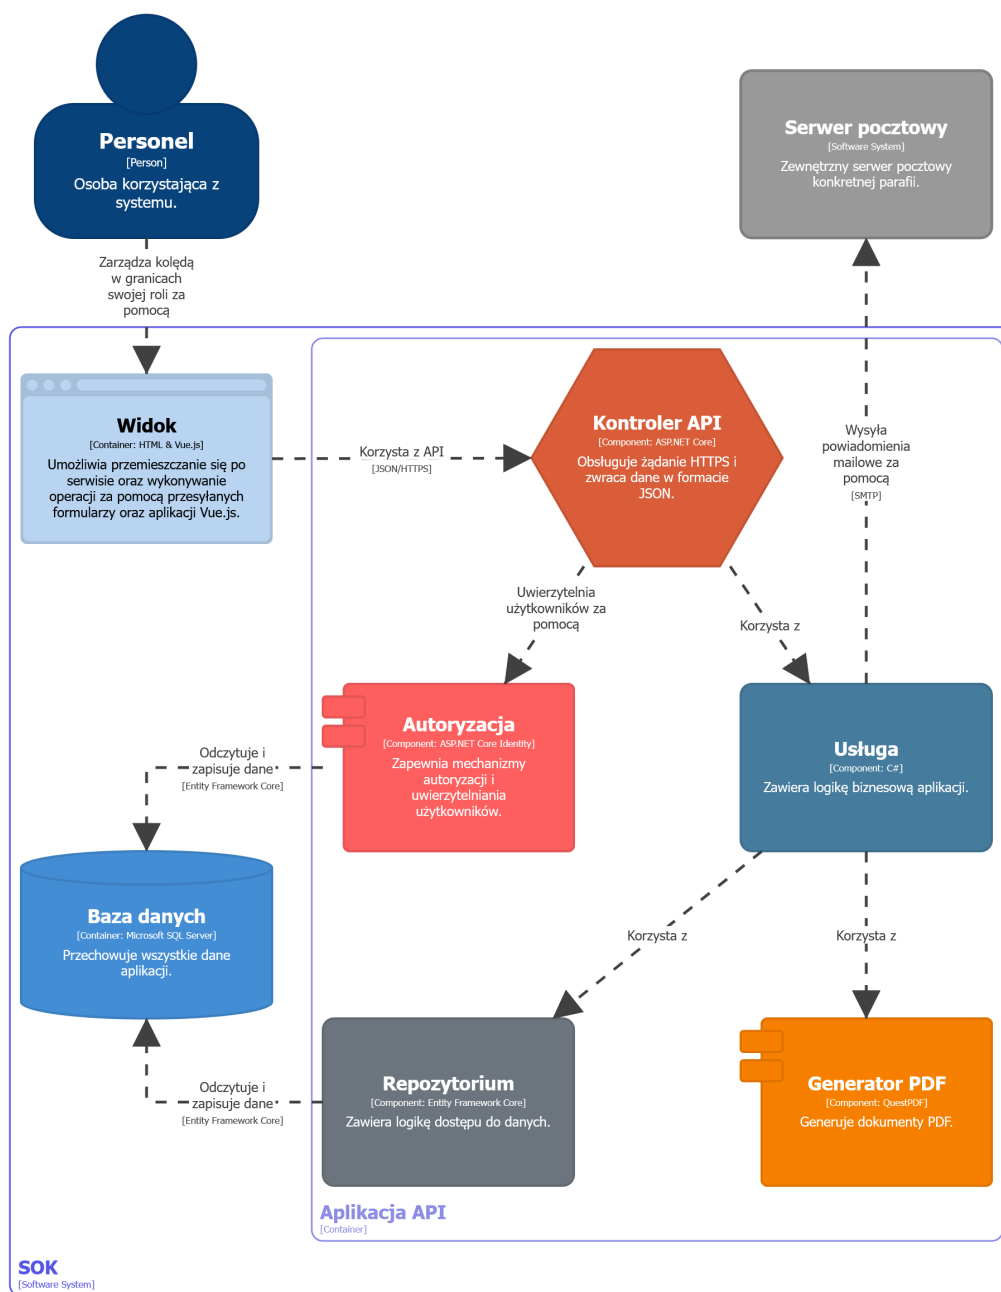 Personel
[Person]
Osoba korzystająca z
systemu.
Serwer pocztowy
[Software System]
Zewnętrzny serwer pocztowy
konkretnej parafii.
Zarządza kolędą
w granicach
swojej roli za
pomocą
Widok
[Container: HTML & Vue.js]
Umożliwia przemieszczanie się po
serwisie oraz wykonywanie
operacji za pomocą przesyłanych
formularzy oraz aplikacji Vue.js.
Korzysta z API
[JSON/HTTPS]
Kontroler API
[Component: ASP.NET Core]
Obsługuje żądanie HTTPS i
zwraca dane w formacie
JSON.
Wysyła
powiadomienia
mailowe za
pomocą
[SMTP]
Uwierzytelnia
użytkowników za
pomocą
Korzysta z
Autoryzacja
[Component: ASP.NET Core Identity]
Zapewnia mechanizmy
autoryzacji i
uwierzytelniania
użytkowników.
Usługa
[Component: C#]
Zawiera logikę biznesową aplikacji.
Odczytuje i
zapisuje dane
[Entity Framework Core]
Baza danych
[Container: Microsoft SQL Server]
Przechowuje wszystkie dane
aplikacji.
Korzysta z
Korzysta z
Repozytorium
[Component: Entity Framework Core]
Zawiera logikę dostępu do danych.
Generator PDF
[Component: QuestPDF]
Generuje dokumenty PDF.
Odczytuje i
zapisuje dane
[Entity Framework Core]
Aplikacja API
[Container]
SOK
[Software System]